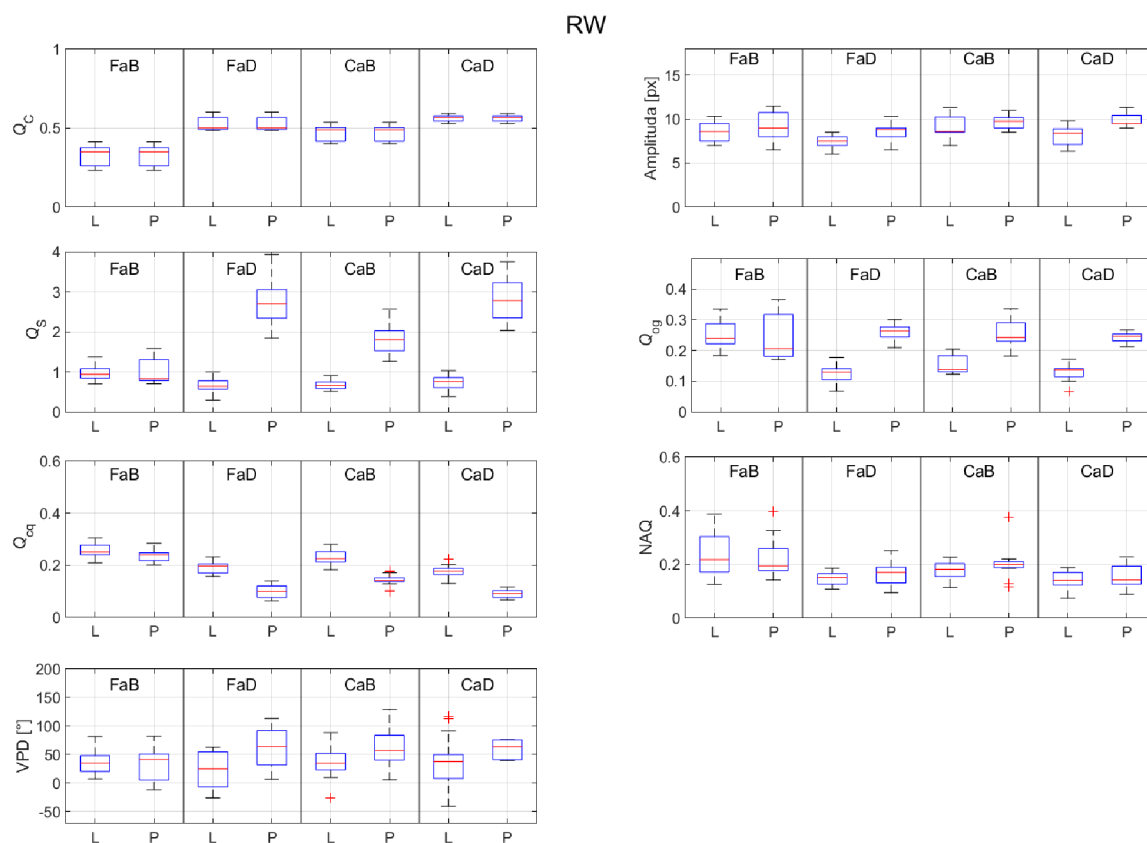 RW
Q_C
1
0.5
0
FaB FaD CaB CaD
L P L P L P L P
Amplituda [px]
15
10
5
0
FaB FaD CaB CaD
L P L P L P L P
Q_S
4
3
2
1
0
FaB FaD CaB CaD
L P L P L P L P
Q_og
0.4
0.3
0.2
0.1
0
FaB FaD CaB CaD
L P L P L P L P
Q_cq
0.6
0.4
0.2
0
FaB FaD CaB CaD
L P L P L P L P
NAQ
0.6
0.4
0.2
0
FaB FaD CaB CaD
L P L P L P L P
VPD [°]
200
150
100
50
0
-50
FaB FaD CaB CaD
L P L P L P L P